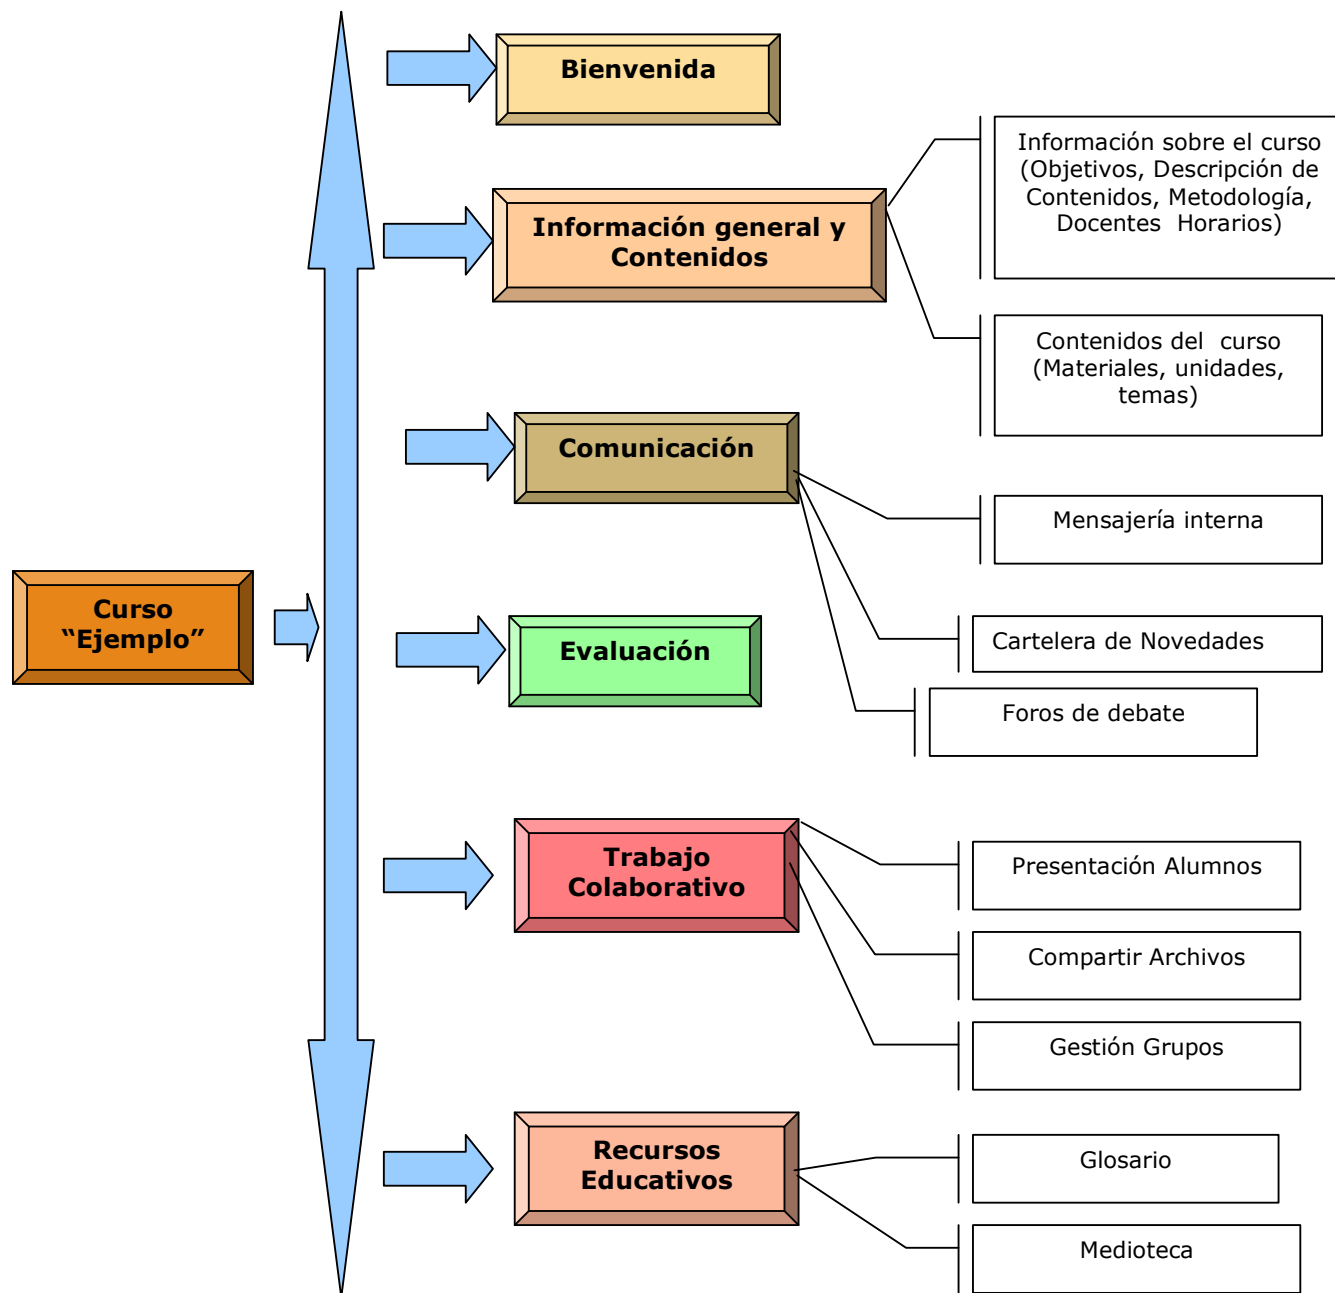 Bienvenida
Información sobre el curso
(Objetivos, Descripción de
Contenidos, Metodología,
Docentes  Horarios)
Información general y
Contenidos
Contenidos del  curso
(Materiales, unidades,
temas)
Comunicación
Mensajería interna
Cartelera de Novedades
Foros de debate
Curso
“Ejemplo”
Evaluación
Trabajo
Colaborativo
Presentación Alumnos
Compartir Archivos
Gestión Grupos
Recursos
Educativos
Glosario
Medioteca